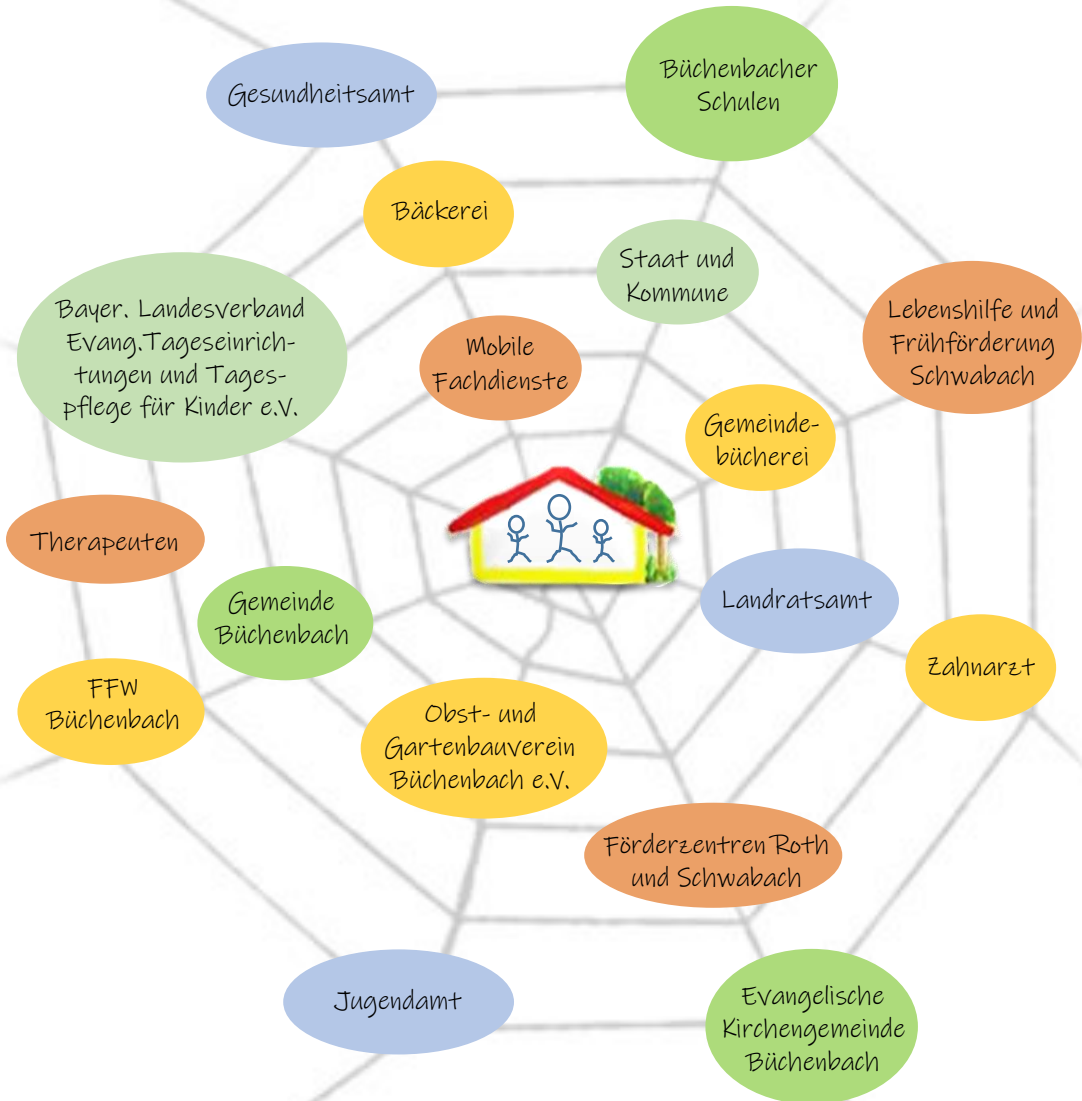 Gesundheitsamt
Büchenbacher
Schulen
Bäckerei
Staat und
Kommune
Bayer. Landesverband
Evang.Tageseinrich-
tungen und Tages-
pflege für Kinder e.V.
Mobile
Fachdienste
Lebenshilfe und
Frühförderung
Schwabach
Gemeinde-
bücherei
Therapeuten
Gemeinde
Büchenbach
Landratsamt
FFW
Büchenbach
Zahnarzt
Obst- und
Gartenbauverein
Büchenbach e.V.
Förderzentren Roth
und Schwabach
Jugendamt
Evangelische
Kirchengemeinde
Büchenbach